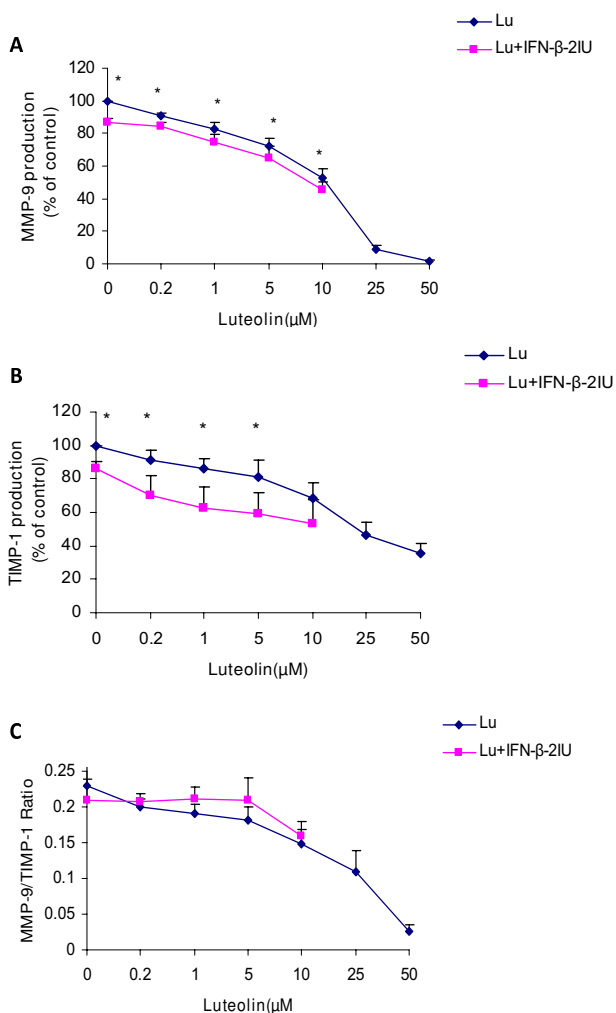 Lu
Lu+IFN-β-2IU
A
120
*
*
100
*
80
*
*
60
40
20
0
MMP-9 production
(% of control)
0 0.2 1 5 10 25 50
Luteolin(µM)
Lu
Lu+IFN-β-2IU
B
120
* * * *
100
80
60
40
20
0
TIMP-1 production
(% of control)
0 0.2 1 5 10 25 50
Luteolin(µM)
Lu
Lu+IFN-β-2IU
C
0.25
0.2
0.15
0.1
0.05
0
MMP-9/TIMP-1 Ratio
0 0.2 1 5 10 25 50
Luteolin(µM